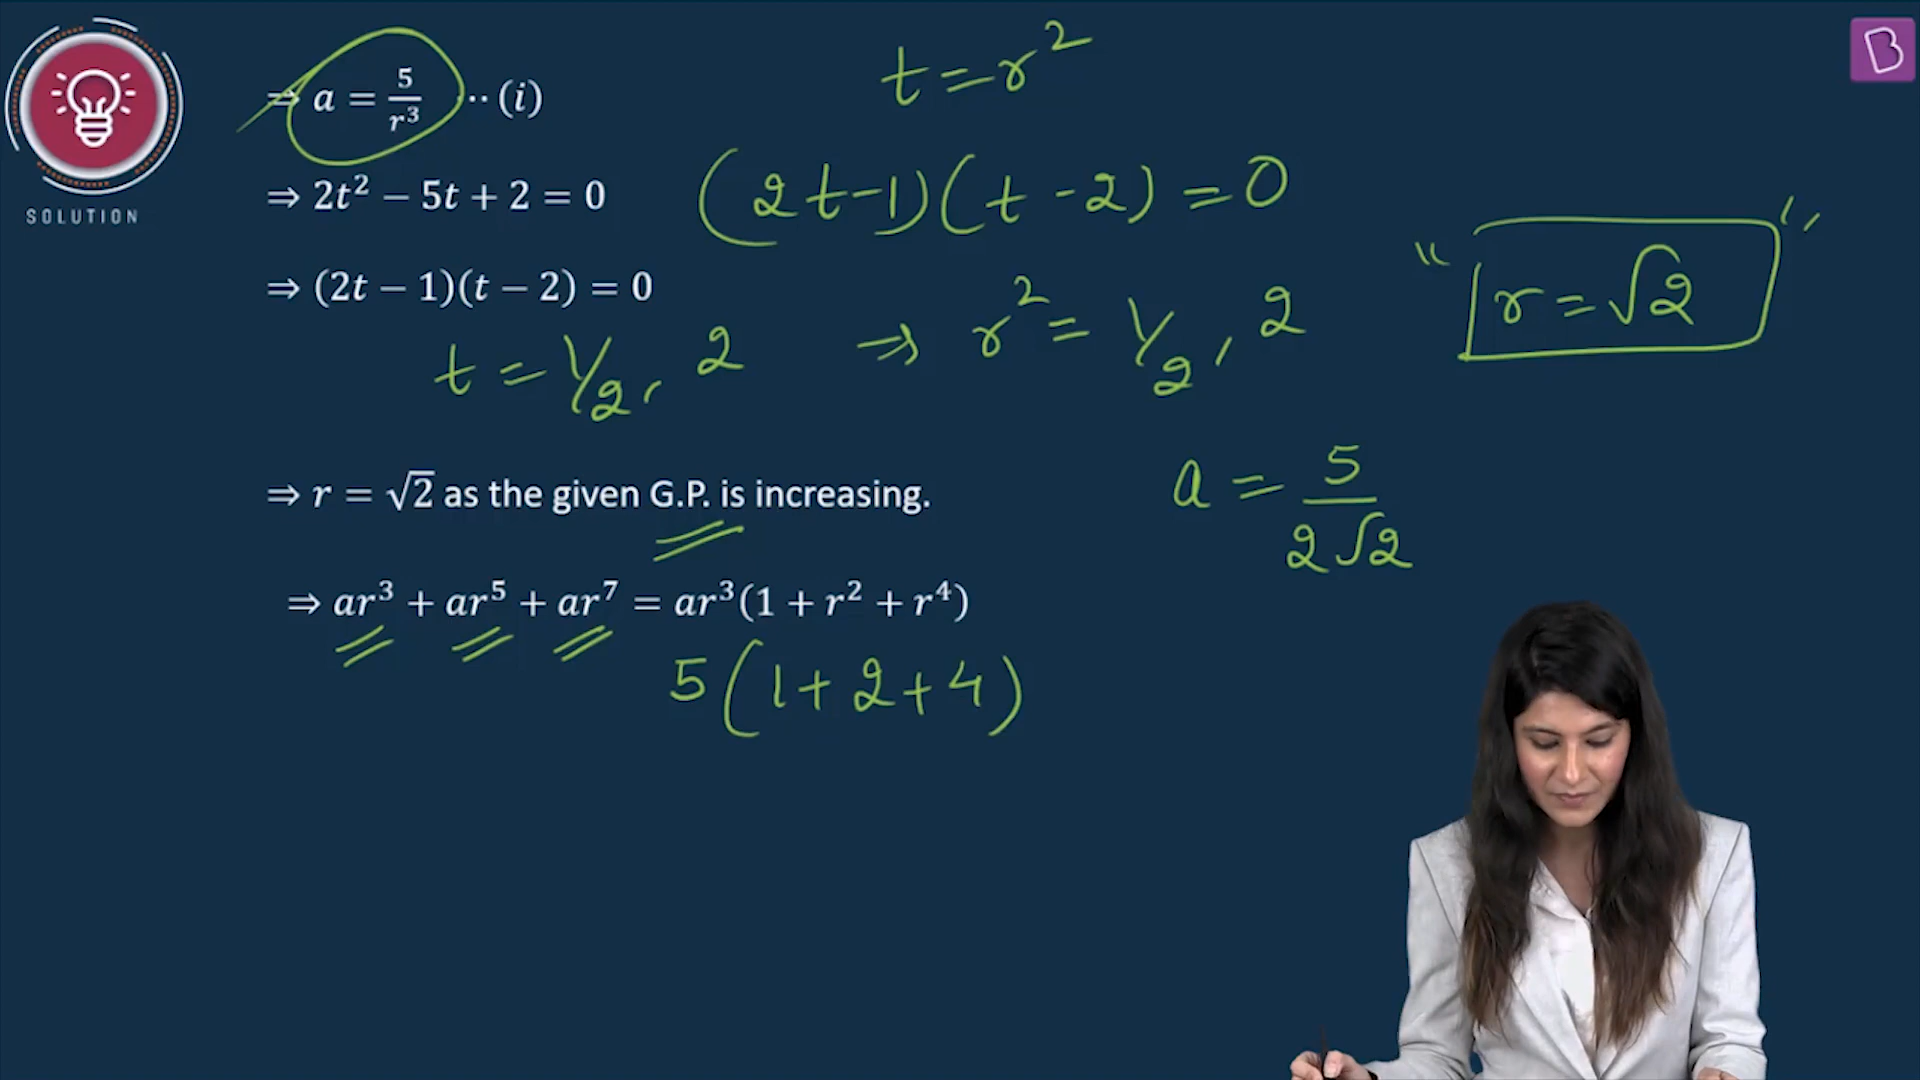 ⇒ a = 5/r³ ··· (i)
t = r²
SOLUTION
⇒ 2t² − 5t + 2 = 0
(2t-1)(t-2) = 0
⇒ (2t − 1)(t − 2) = 0
t = 1/2, 2 ⇒ r² = 1/2, 2
" r = √2 "
⇒ r = √2 as the given G.P. is increasing.
a = 5/2√2
⇒ ar³ + ar⁵ + ar⁷ = ar³(1 + r² + r⁴)
5(1+2+4)